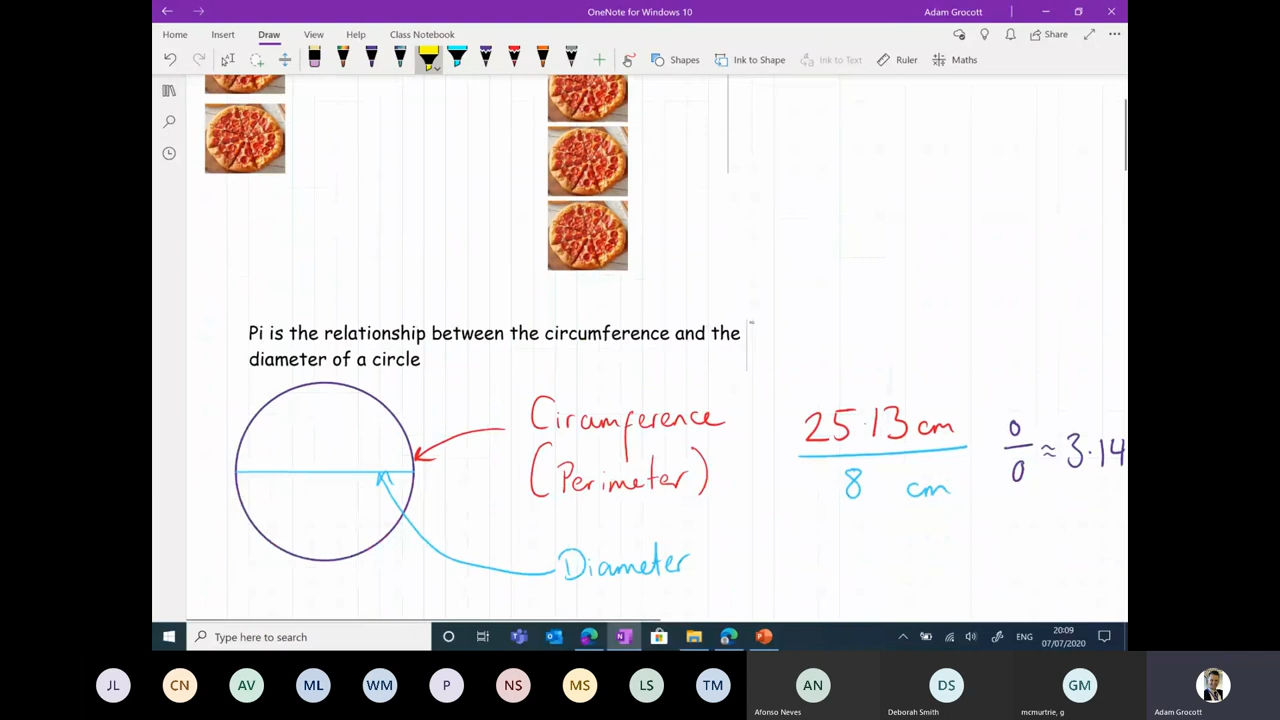 OneNote for Windows 10
Adam Grocott
Home Insert Draw View Help Class Notebook
Share
Shapes Ink to Shape Ink to Text Ruler Maths
Pi is the relationship between the circumference and the
diameter of a circle
Circumference
(Perimeter)
Diameter
25.13 cm
8 cm
0
0
≈ 3.14
Type here to search
ENG
20:09
07/07/2020
JL CN AV ML WM P NS MS LS TM AN DS GM
Afonso Neves Deborah Smith mcmurtrie, g Adam Grocott